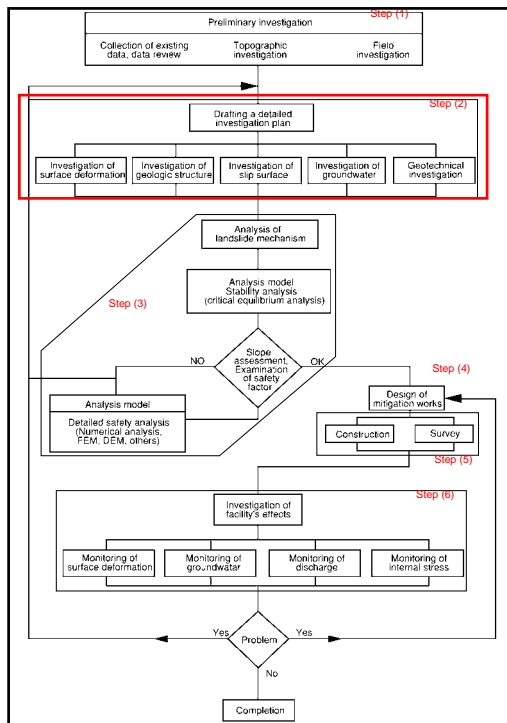 Step (1)
Preliminary investigation
Collection of existing
data, data review
Topographic
investigation
Field
investigation
Step (2)
Drafting a detailed
investigation plan
Investigation of
surface deformation
Investigation of
geologic structure
Investigation of
slip surface
Investigation of
groundwater
Geotechnical
investigation
Analysis of
landslide mechanism
Analysis model
Stability analysis
(critical equilibrium analysis)
Step (3)
NO
Slope
assessment,
Examination
of safety
factor
OK
Step (4)
Analysis model
Detailed safety analysis
(Numerical analysis,
FEM, DEM, others)
Design of
mitigation works
Construction
Survey
Step (5)
Step (6)
Investigation of
facility's effects
Monitoring of
surface deformation
Monitoring of
groundwatar
Monitoring of
discharge
Monitoring of
internal stress
Yes
Problem
Yes
No
Completion